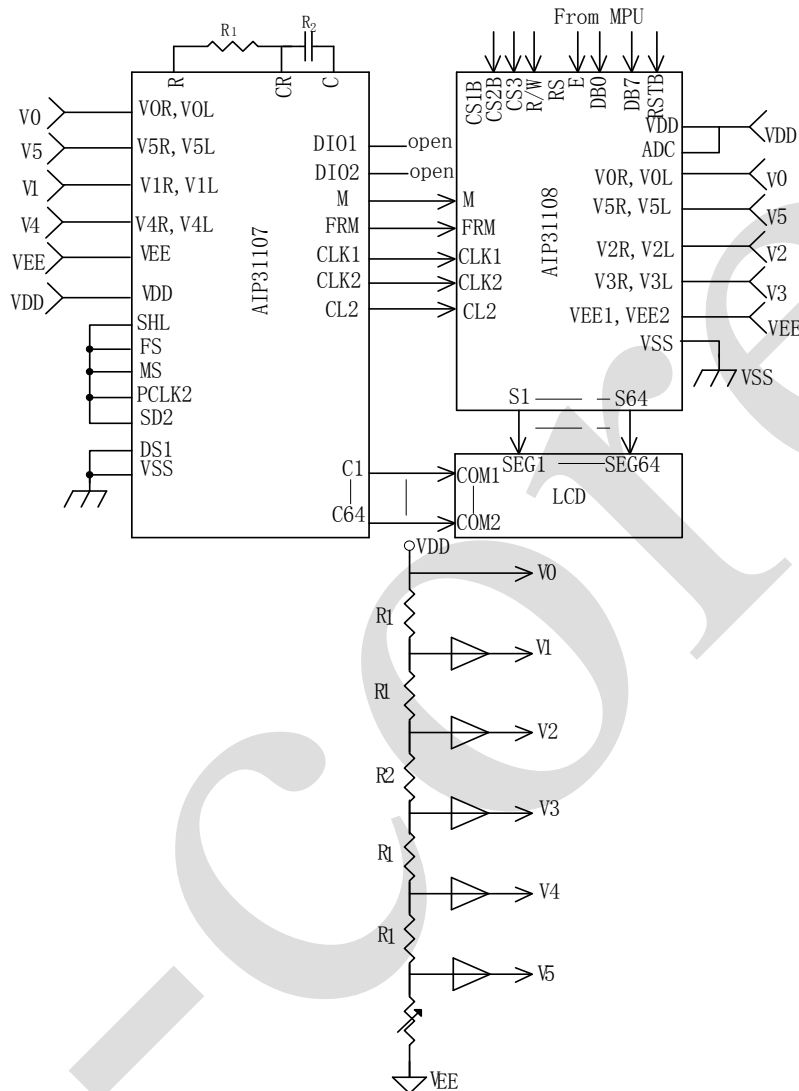 From MPU
R1
R2
R
CR
C
CS1B
CS2B
CS3
R/W
RS
E
DB0
DB7
RSTB
V0
V5
V1
V4
VEE
VDD
V0R, V0L
V5R, V5L
V1R, V1L
V4R, V4L
VEE
VDD
SHL
FS
MS
PCLK2
SD2
DS1
VSS
AIP31107
DIO1
DIO2
M
FRM
CLK1
CLK2
CL2
C1
C64
open
open
M
FRM
CLK1
CLK2
CL2
AIP31108
VDD
ADC
V0R, V0L
V5R, V5L
V2R, V2L
V3R, V3L
VEE1, VEE2
VSS
VDD
V0
V5
V2
V3
VEE
VSS
S1
S64
SEG1
SEG64
COM1
COM2
LCD
VDD
V0
R1
V1
R1
V2
R2
V3
R1
V4
R1
V5
VEE
-core